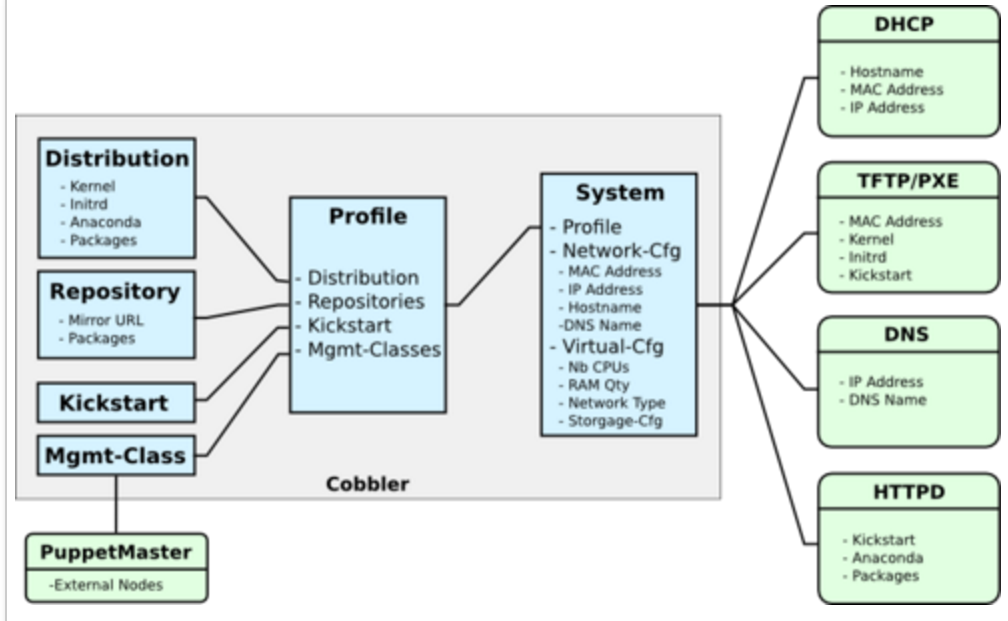 Distribution
- Kernel
- Initrd
- Anaconda
- Packages
Repository
- Mirror URL
- Packages
Kickstart
Mgmt-Class
PuppetMaster
-External Nodes
Profile
- Distribution
- Repositories
- Kickstart
- Mgmt-Classes
Cobbler
System
- Profile
- Network-Cfg
- MAC Address
- IP Address
- Hostname
-DNS Name
- Virtual-Cfg
- Nb CPUs
- RAM Qty
- Network Type
- Storgage-Cfg
DHCP
- Hostname
- MAC Address
- IP Address
TFTP/PXE
- MAC Address
- Kernel
- Initrd
- Kickstart
DNS
- IP Address
- DNS Name
HTTPD
- Kickstart
- Anaconda
- Packages